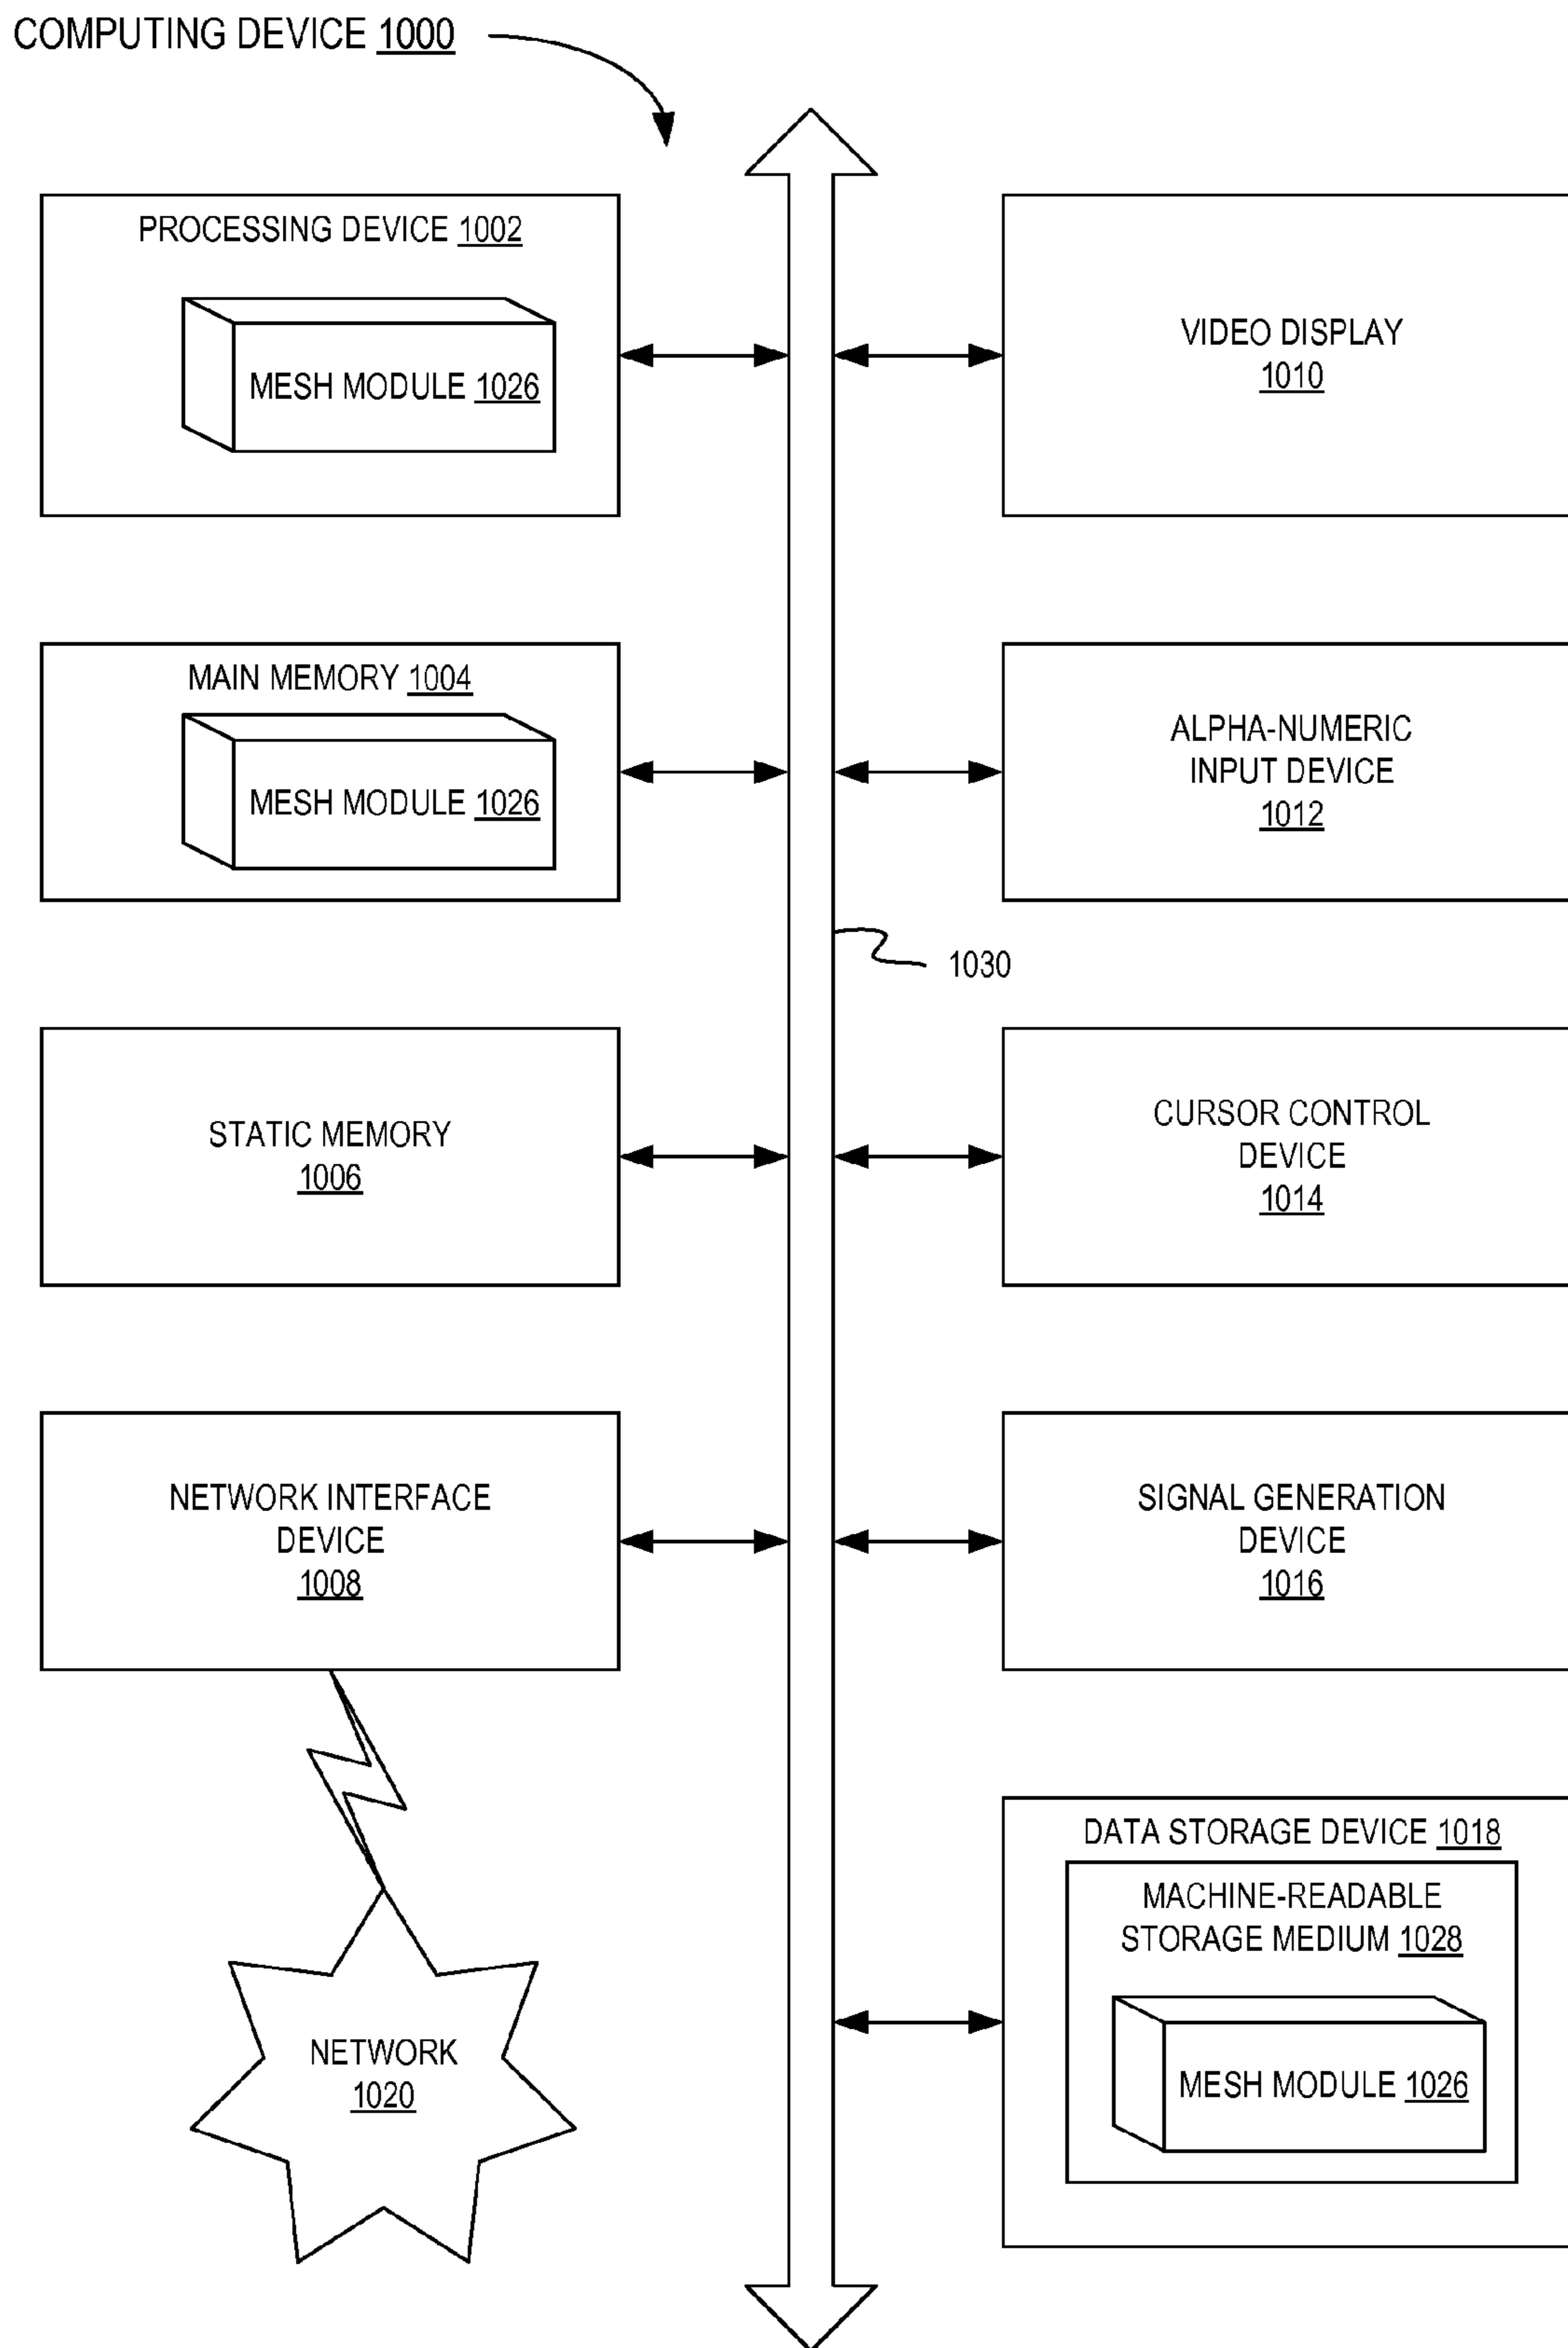 COMPUTING DEVICE 1000
PROCESSING DEVICE 1002
MESH MODULE 1026
VIDEO DISPLAY
1010
MAIN MEMORY 1004
MESH MODULE 1026
ALPHA-NUMERIC
INPUT DEVICE
1012
1030
STATIC MEMORY
1006
CURSOR CONTROL
DEVICE
1014
NETWORK INTERFACE
DEVICE
1008
SIGNAL GENERATION
DEVICE
1016
DATA STORAGE DEVICE 1018
MACHINE-READABLE
STORAGE MEDIUM 1028
MESH MODULE 1026
NETWORK
1020